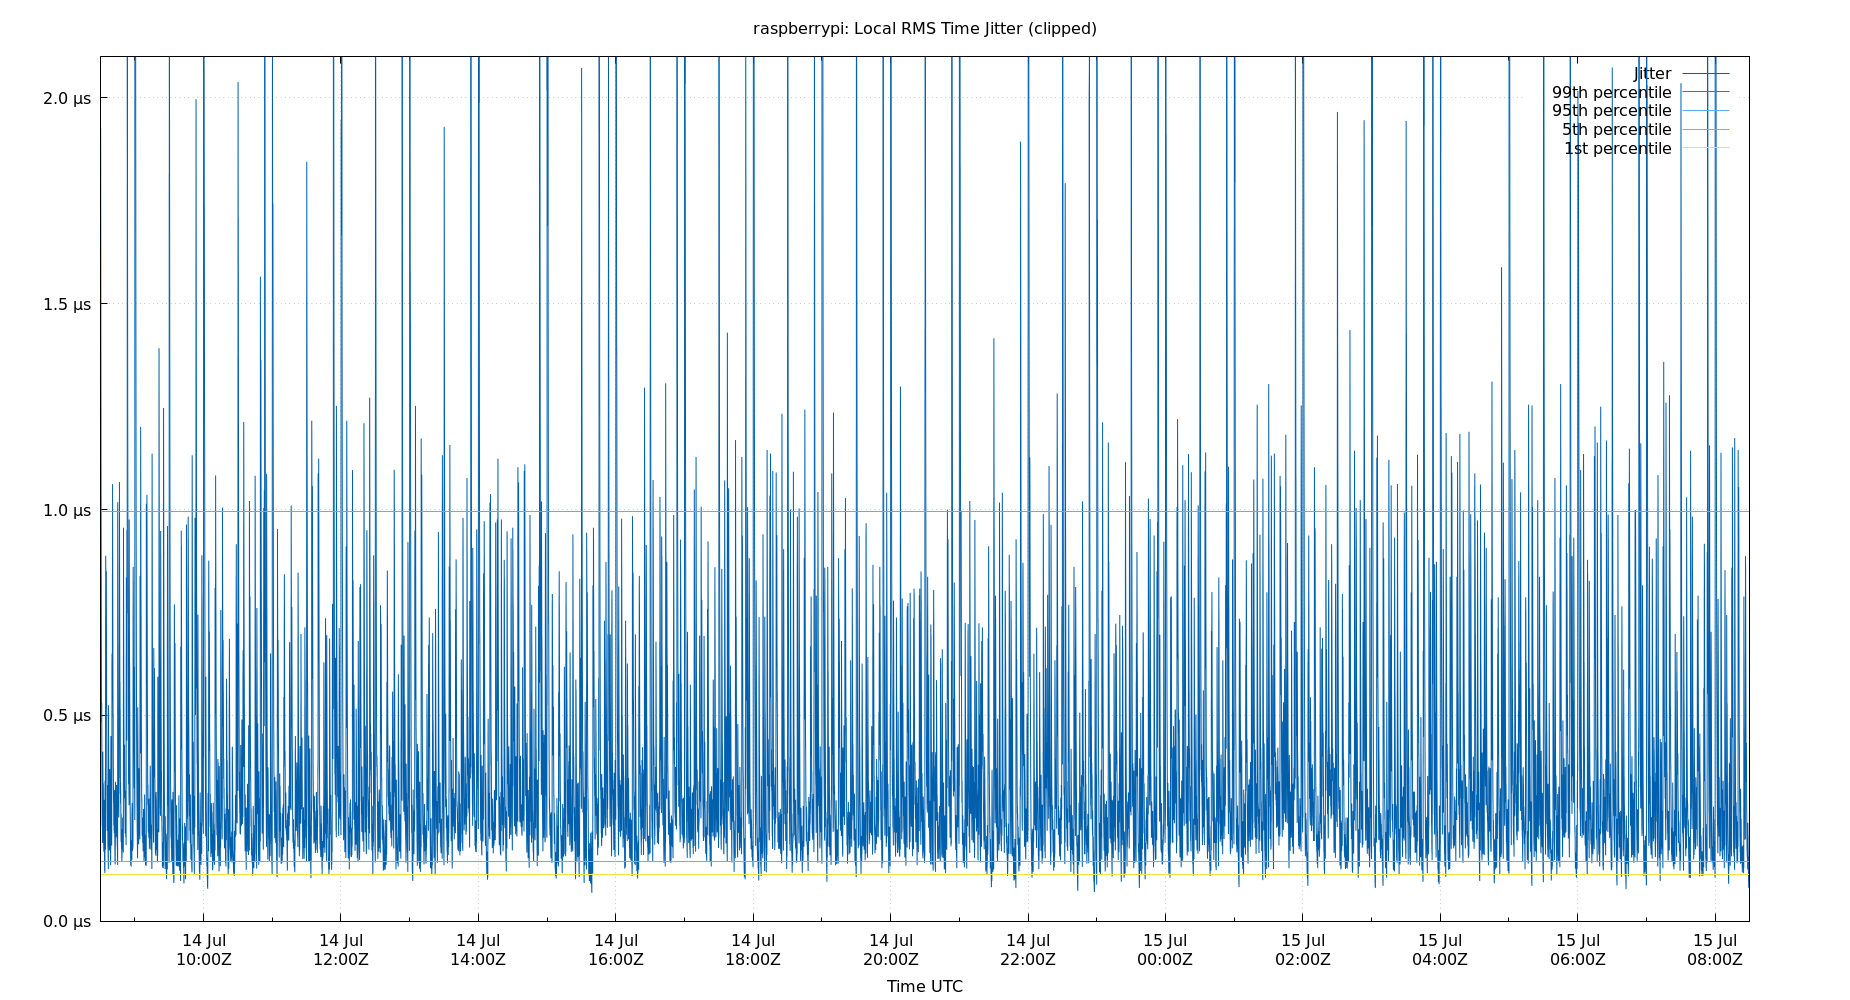 raspberrypi: Local RMS Time Jitter (clipped)
Jitter
99th percentile
95th percentile
5th percentile
1st percentile
2.0 µs
1.5 µs
1.0 µs
0.5 µs
0.0 µs
14 Jul 14 Jul 14 Jul 14 Jul 14 Jul 14 Jul 14 Jul 15 Jul 15 Jul 15 Jul 15 Jul 15 Jul
10:00Z 12:00Z 14:00Z 16:00Z 18:00Z 20:00Z 22:00Z 00:00Z 02:00Z 04:00Z 06:00Z 08:00Z
Time UTC